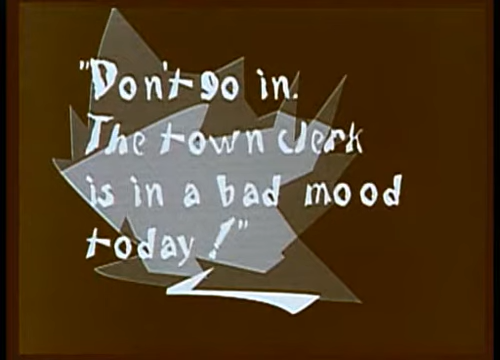 "Don't go in.
The town clerk
is in a bad mood
today!"